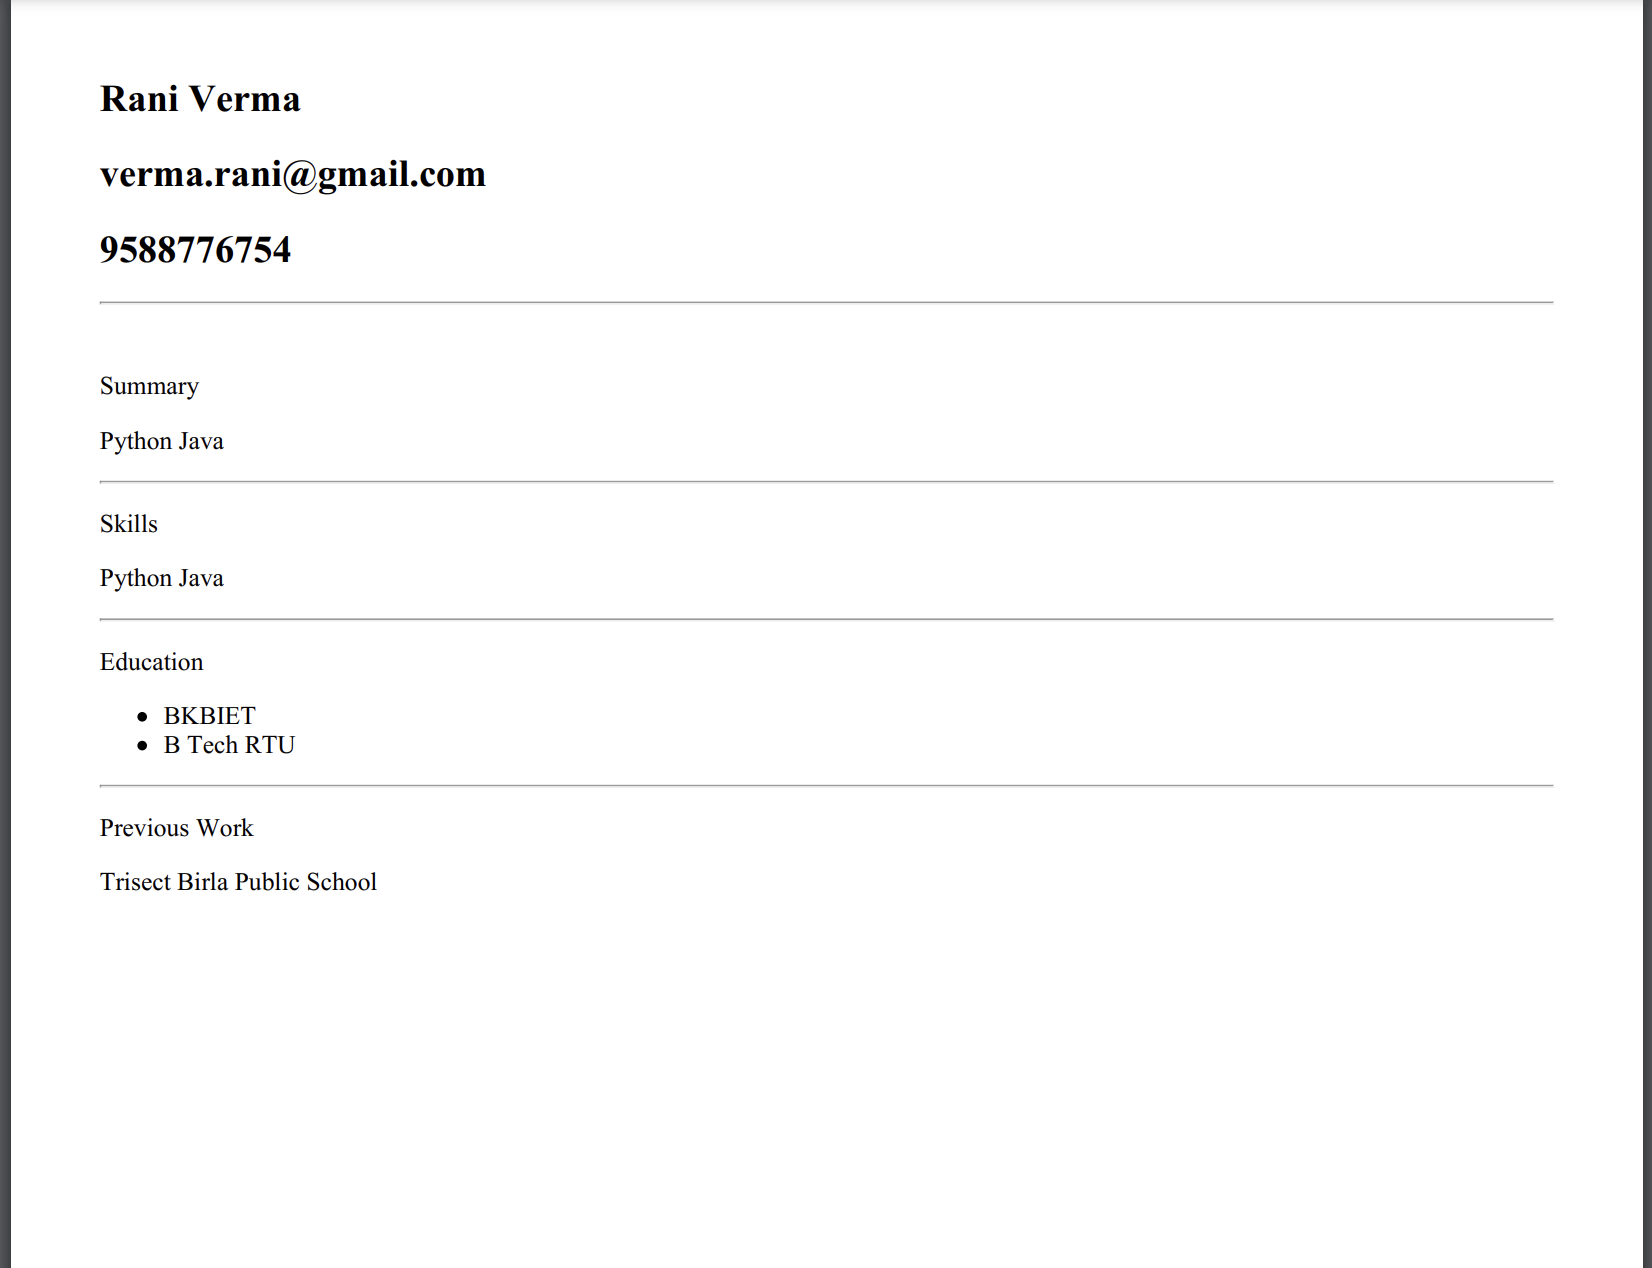 Rani Verma
verma.rani@gmail.com
9588776754
Summary
Python Java
Skills
Python Java
Education
BKBIET
B Tech RTU
Previous Work
Trisect Birla Public School